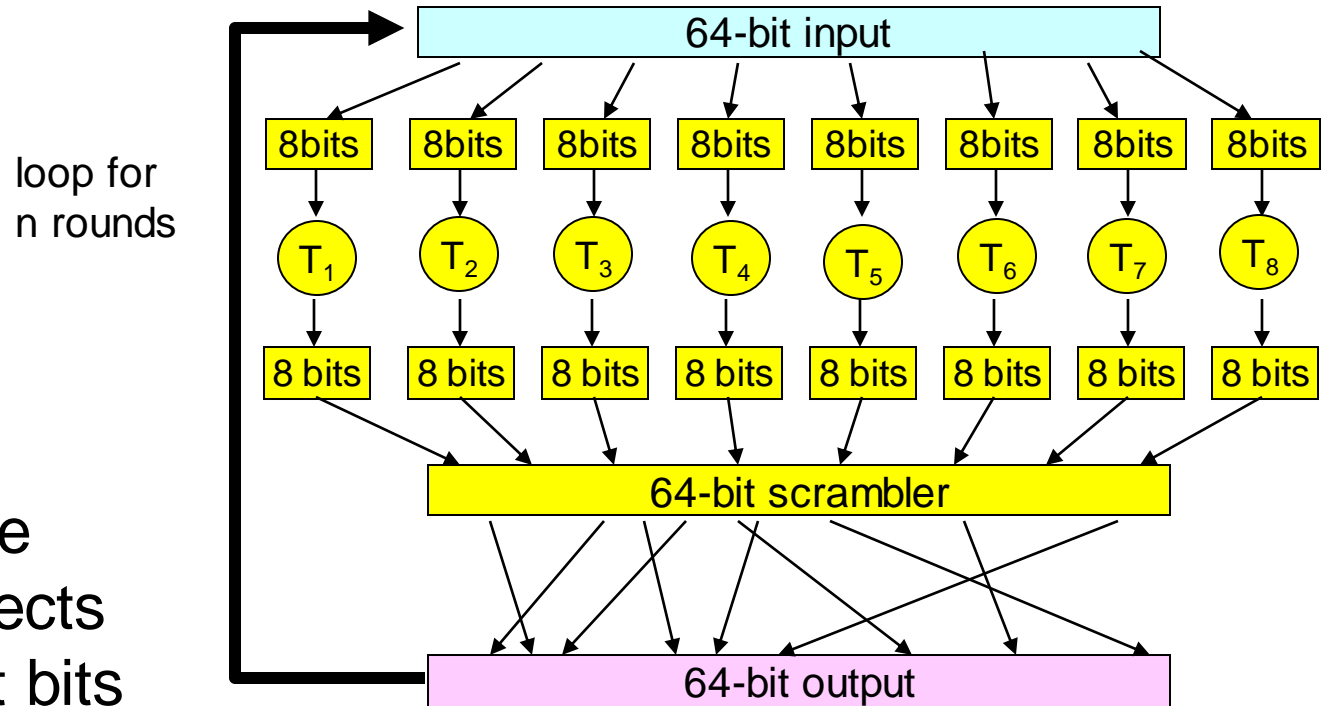 64-bit input
8bits 8bits 8bits 8bits 8bits 8bits 8bits 8bits
loop for
n rounds
T1 T2 T3 T4 T5 T6 T7 T8
8 bits 8 bits 8 bits 8 bits 8 bits 8 bits 8 bits 8 bits
64-bit scrambler
e
ects
t bits
64-bit output